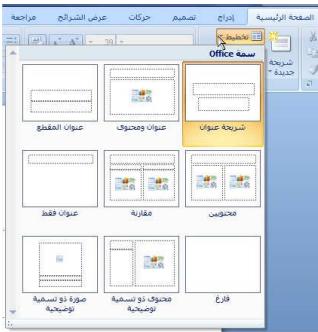 الصفحة الرئيسية إدراج تصميم حركات عرض الشرائح مراجعة
تخطيط
شريحة
جديدة
39
سمة Office
شريحة عنوان عنوان ومحتوى عنوان المقطع
محتويين مقارنة عنوان فقط
فارغ محتوى ذو تسمية توضيحية صورة ذو تسمية توضيحية